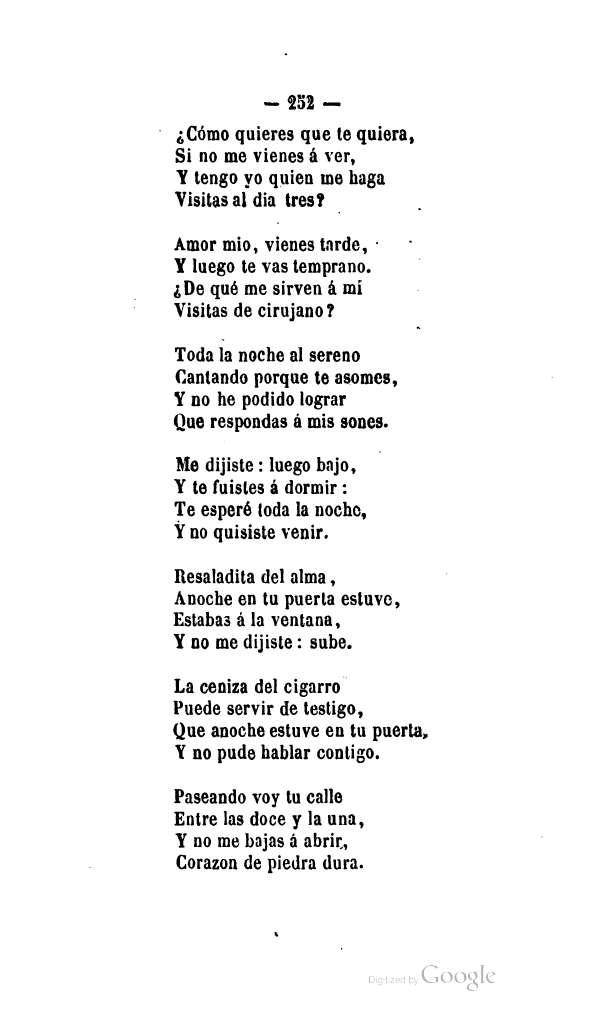 — 252 —
¿Cómo quieres que te quiera,
Si no me vienes á ver,
Y tengo yo quien me haga
Visitas al dia tres?
Amor mio, vienes tarde,
Y luego te vas temprano.
¿De qué me sirven á mí
Visitas de cirujano?
Toda la noche al sereno
Cantando porque te asomes,
Y no he podido lograr
Que respondas á mis sones.
Me dijiste: luego bajo,
Y te fuistes á dormir:
Te esperé toda la noche,
Y no quisiste venir.
Resaladita del alma,
Anoche en tu puerta estuve,
Estabas á la ventana,
Y no me dijiste: sube.
La ceniza del cigarro
Puede servir de testigo,
Que anoche estuve en tu puerta,
Y no pude hablar contigo.
Paseando voy tu calle
Entre las doce y la una,
Y no me bajas á abrir,
Corazon de piedra dura.
Digitized by Google